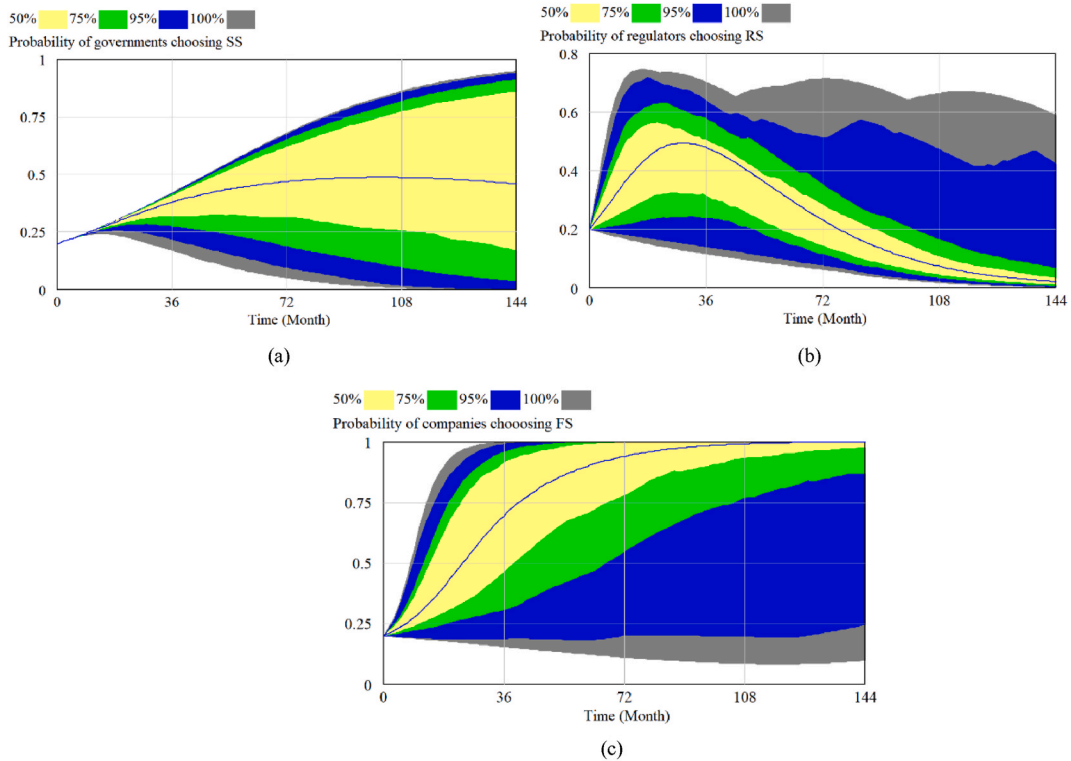 50% 75% 95% 100%
Probability of governments choosing SS
1
0.75
0.5
0.25
0
0 36 72 108 144
Time (Month)
(a)
50% 75% 95% 100%
Probability of regulators choosing RS
0.8
0.6
0.4
0.2
0
0 36 72 108 144
Time (Month)
(b)
50% 75% 95% 100%
Probability of companies chooosing FS
1
0.75
0.5
0.25
0
0 36 72 108 144
Time (Month)
(c)